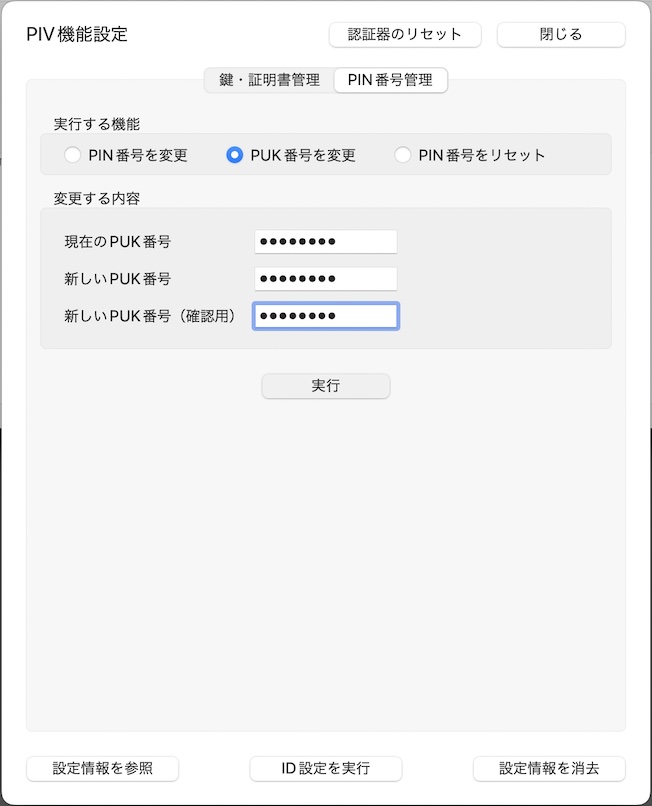 PIV機能設定
認証器のリセット
閉じる
鍵・証明書管理
PIN番号管理
実行する機能
PIN番号を変更
PUK番号を変更
PIN番号をリセット
変更する内容
現在のPUK番号
●●●●●●●●
新しいPUK番号
●●●●●●●●
新しいPUK番号（確認用）
●●●●●●●●
実行
設定情報を参照
ID設定を実行
設定情報を消去